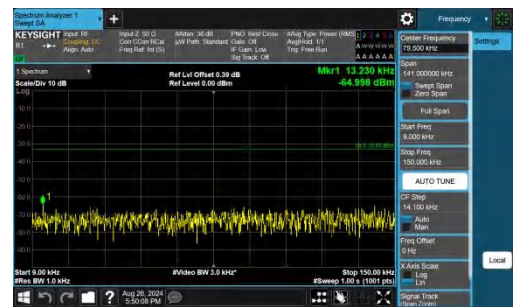 Spectrum Analyzer 1
Swept SA
+
Frequency
KEYSIGHT
Input: RF
Input Z: 50 Ω
#Atten: 30 dB
PNO: Best Close
#Avg Type: Power (RMS)
RL
Coupling: DC
Corr CCorr RCal
µW Path: Standard
Gate: Off
Avg|Hold: 1/1
Align: Auto
Freq Ref: Int (S)
IF Gain: Low
Trig: Free Run
Sig Track: Off
A A A A A A
Center Frequency
79.500 kHz
Settings
Span
141.000000 kHz
Swept Span
Zero Span
Full Span
Start Freq
9.000 kHz
Stop Freq
150.000 kHz
AUTO TUNE
CF Step
14.100 kHz
Auto
Man
Freq Offset
0 Hz
X Axis Scale
Log
Lin
Signal Track
(Span Zoom)
Local
1 Spectrum
Scale/Div 10 dB
Log
Ref Lvl Offset 0.39 dB
Ref Level 0.00 dBm
Mkr1 13.230 kHz
-64.998 dBm
-10.0
-20.0
-30.0
-40.0
-50.0
-60.0
-70.0
-80.0
-90.0
1
Start 9.00 kHz
#Video BW 3.0 kHz*
Stop 150.00 kHz
#Res BW 1.0 kHz
#Sweep 1.00 s (1001 pts)
?
Aug 26, 2024
5:50:08 PM